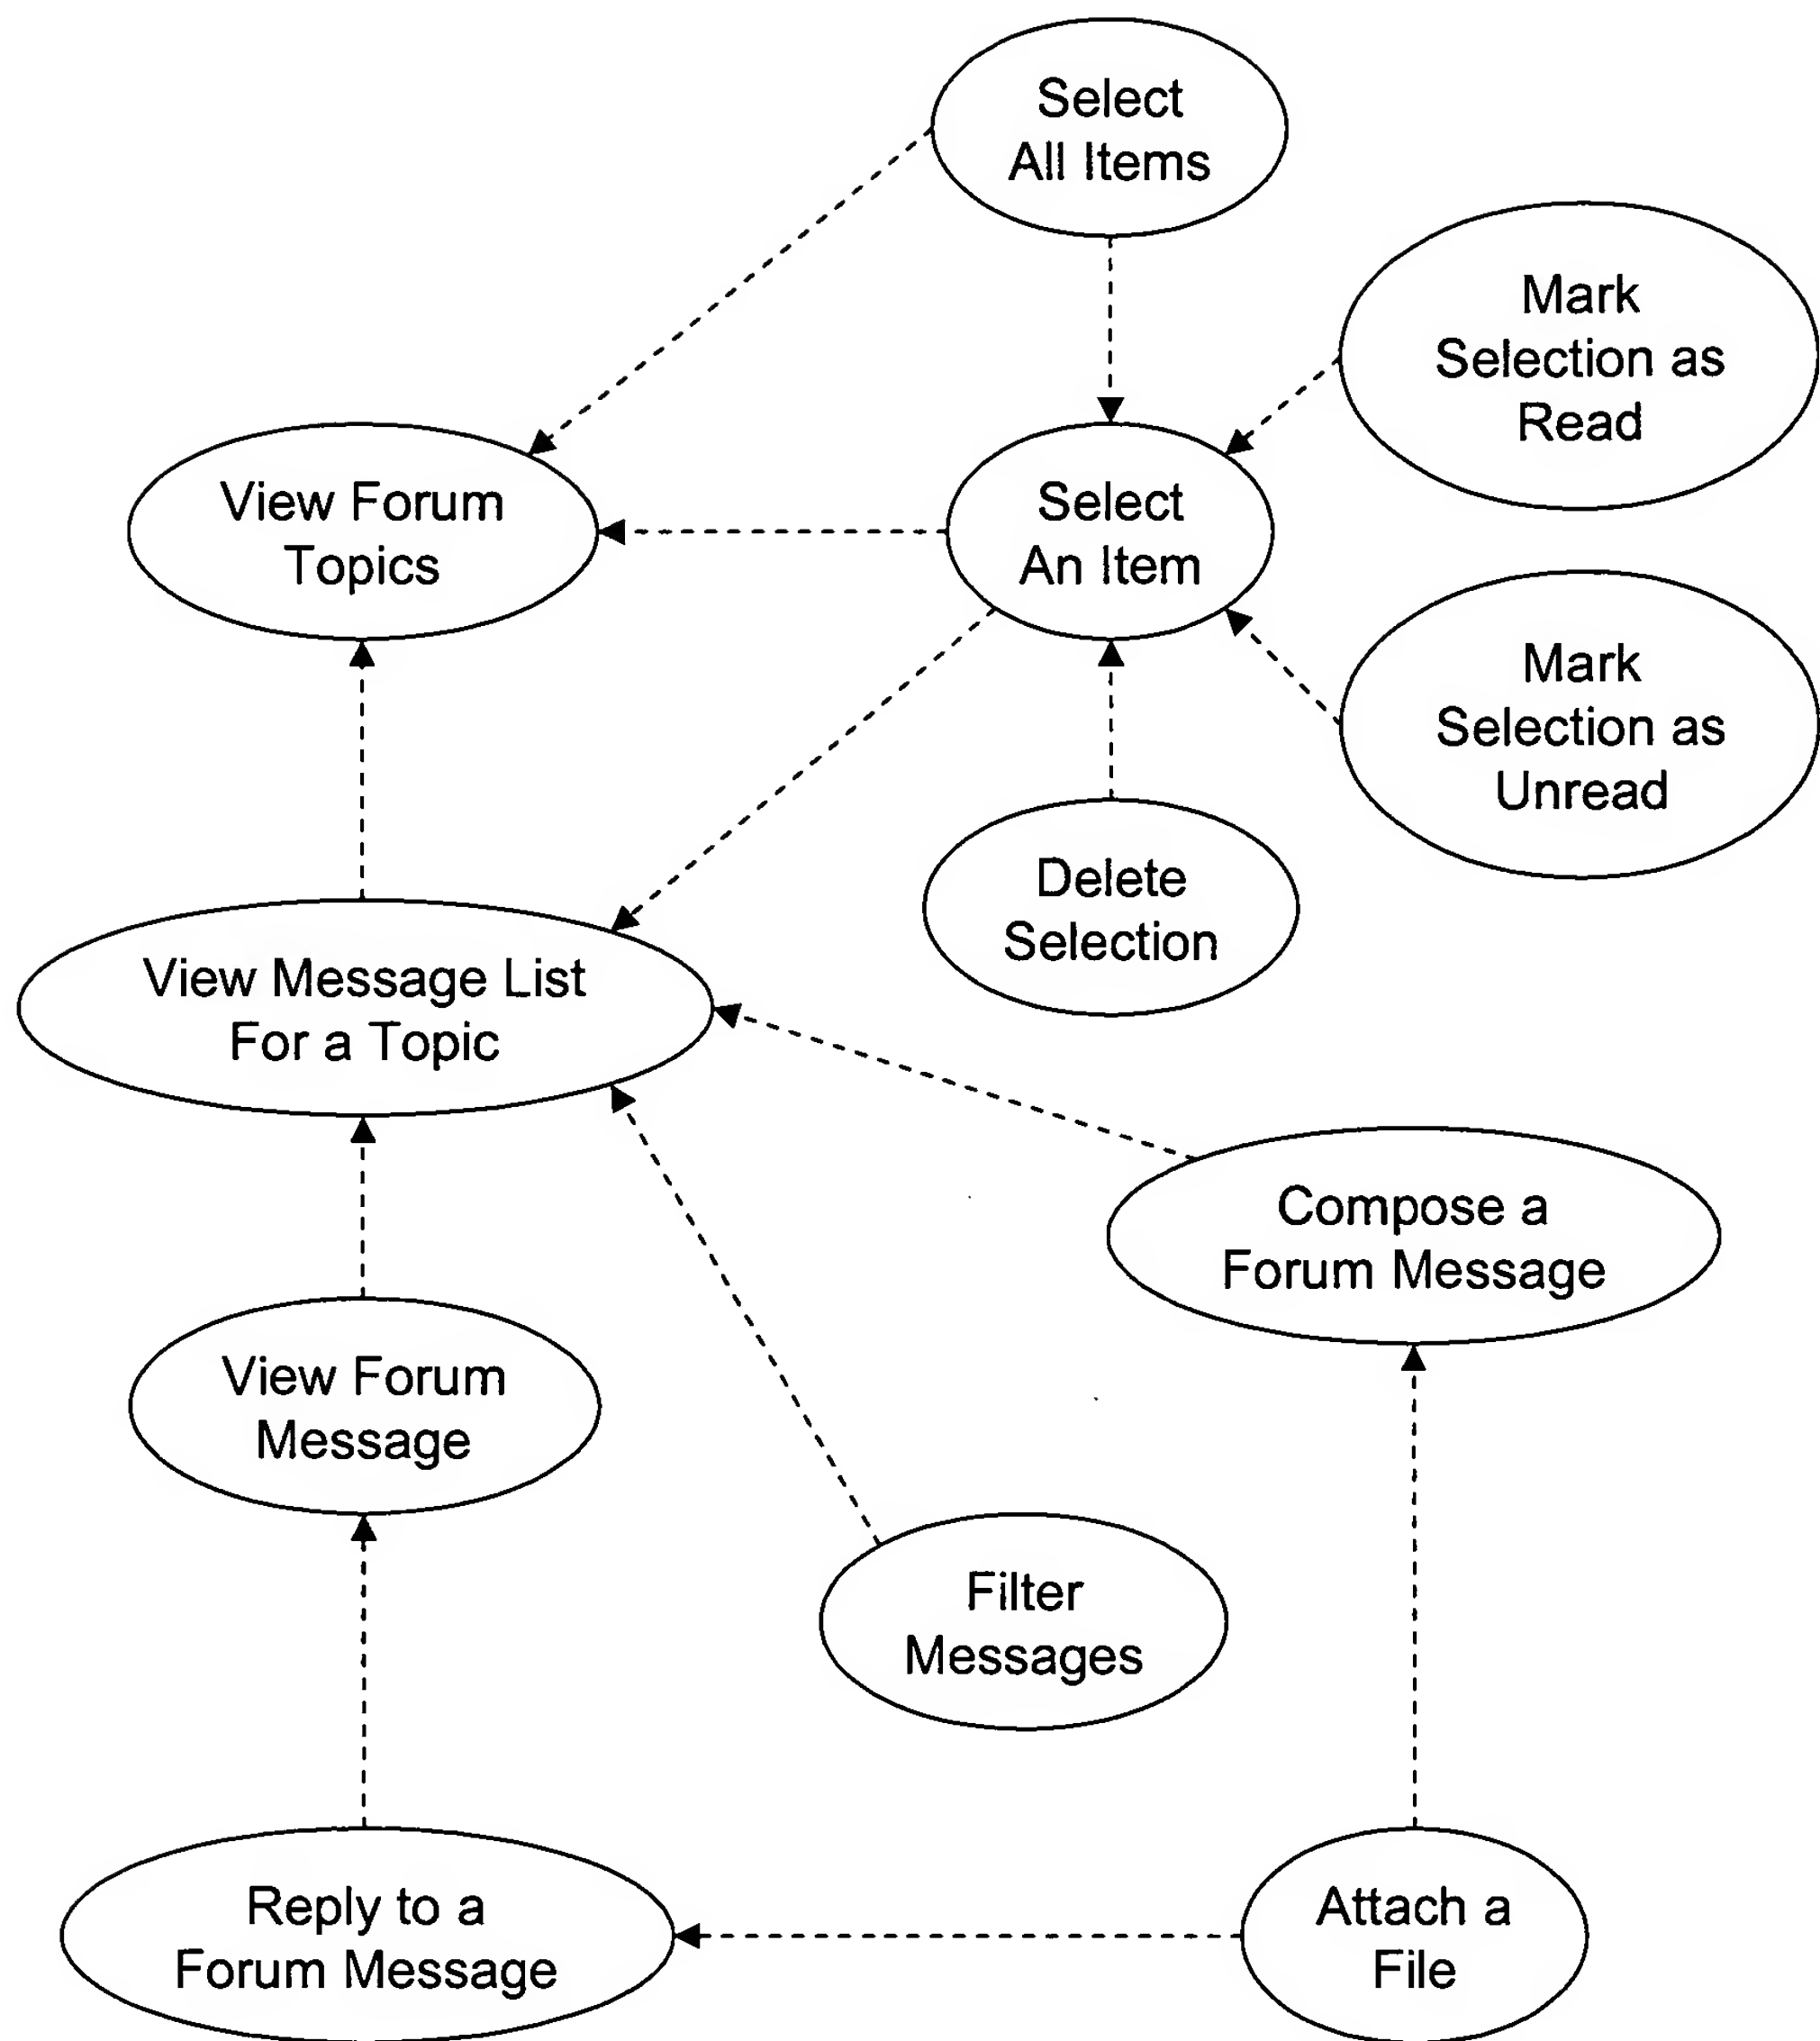 Select
All Items
Mark
Selection as
Read
View Forum
Topics
Select
An Item
Mark
Selection as
Unread
Delete
Selection
View Message List
For a Topic
Compose a
Forum Message
View Forum
Message
Filter
Messages
Reply to a
Forum Message
Attach a
File